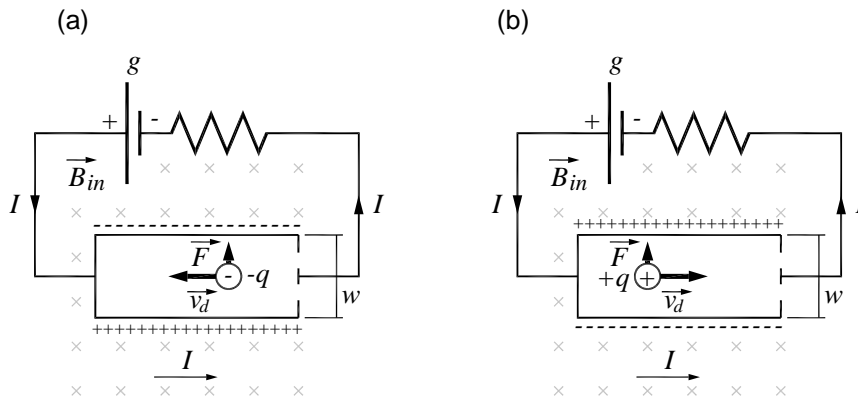 (a)
(b)
g
g
+ -
+ -
B_in
B_in
I
I
I
I
- - - - - - - - - - - - - - - - - -
+++++++++++++++++
F
F
- -q
+q +
v_d
v_d
w
w
+++++++++++++++++
- - - - - - - - - - - - - - - - - -
I
I